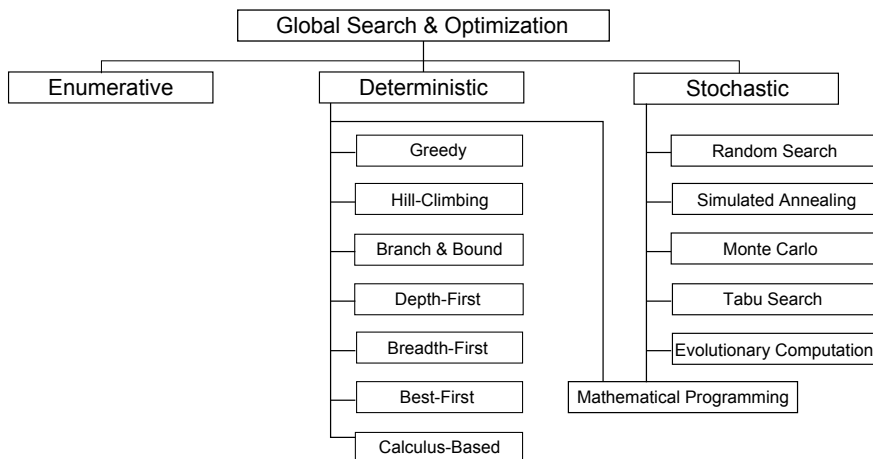 Global Search & Optimization
Enumerative
Deterministic
Stochastic
Greedy
Hill-Climbing
Branch & Bound
Depth-First
Breadth-First
Best-First
Calculus-Based
Random Search
Simulated Annealing
Monte Carlo
Tabu Search
Evolutionary Computation
Mathematical Programming